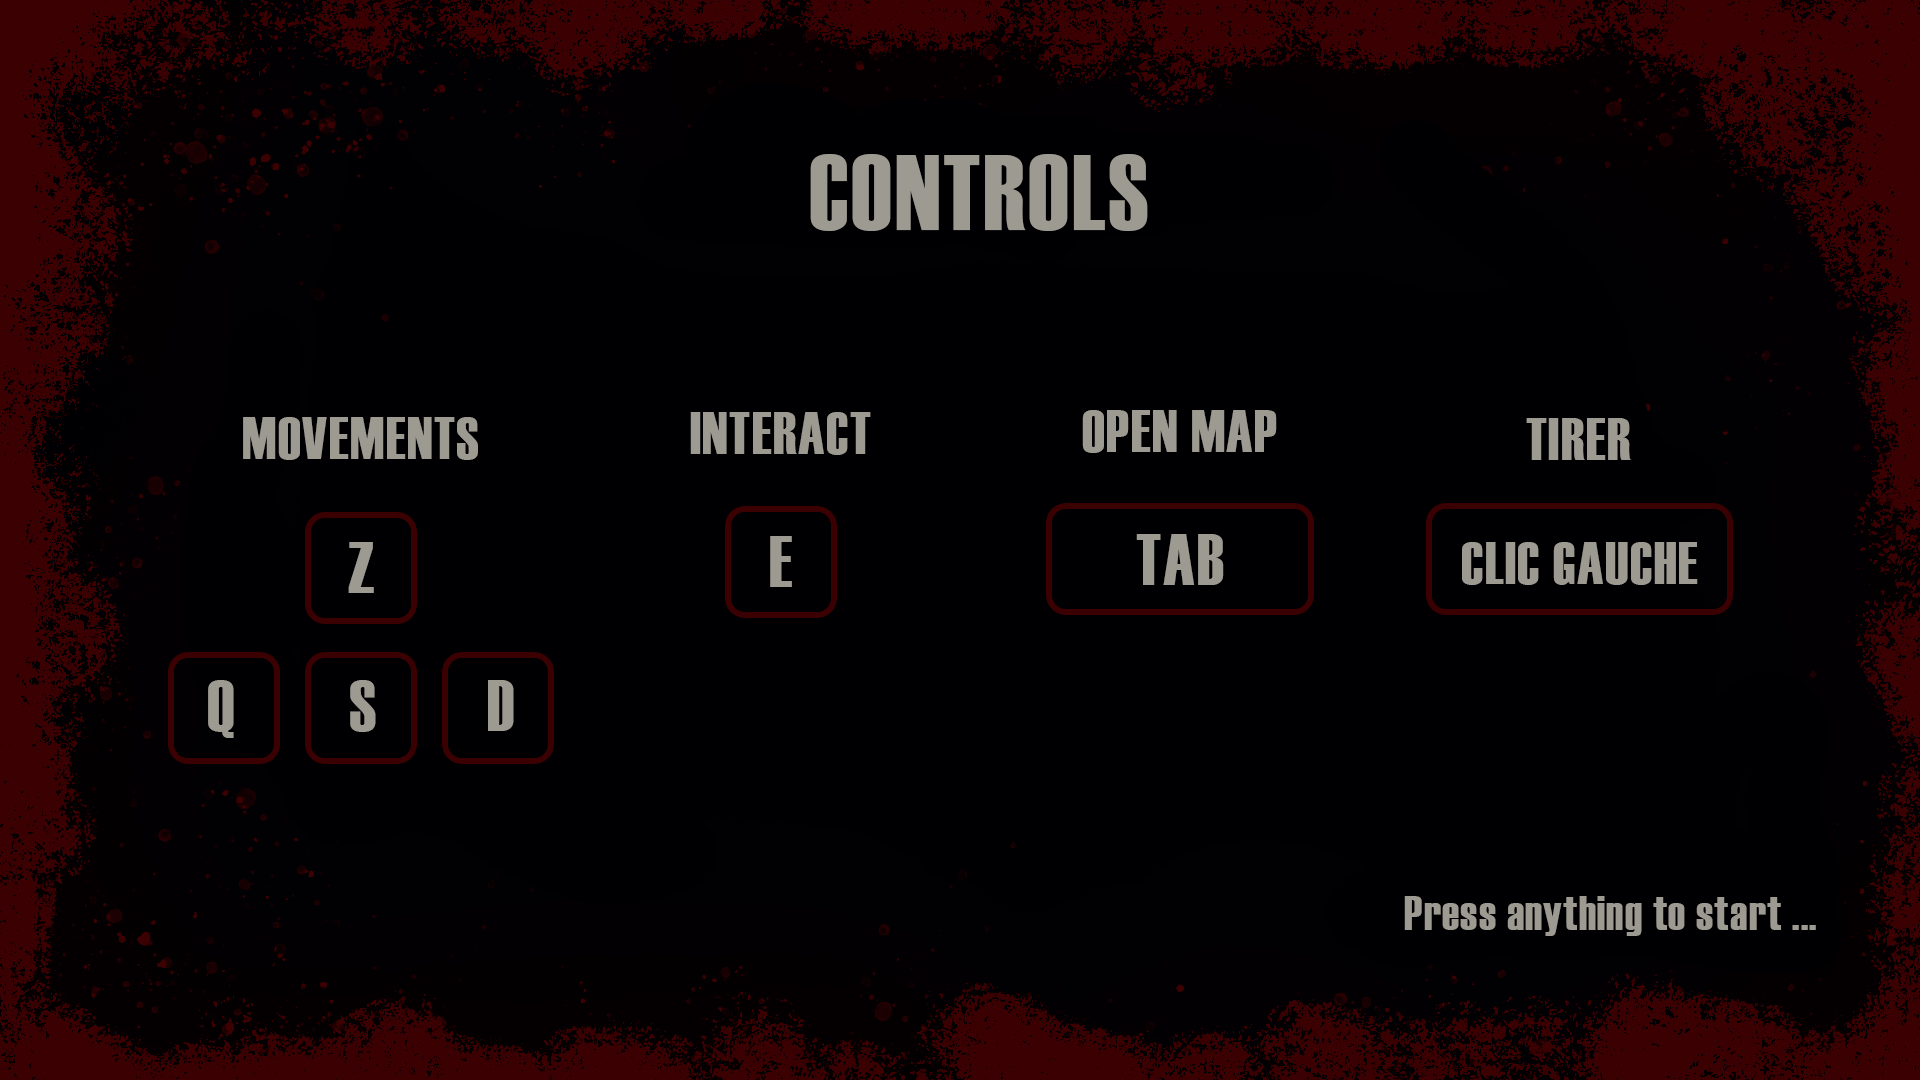 CONTROLS
MOVEMENTS
Z
Q S D
INTERACT
E
OPEN MAP
TAB
TIRER
CLIC GAUCHE
Press anything to start ...